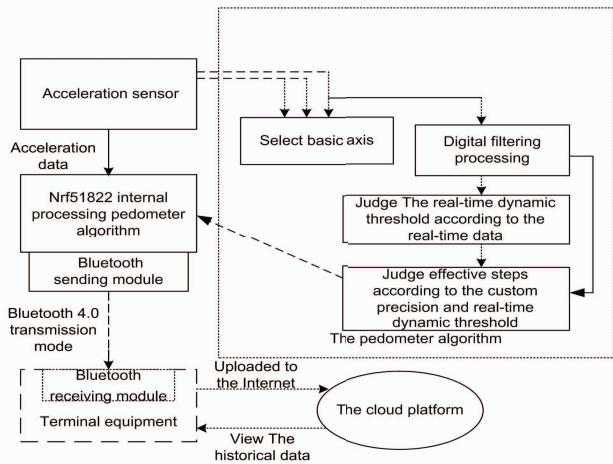 Acceleration sensor
Acceleration
data
Nrf51822 internal
processing pedometer
algorithm
Bluetooth
sending module
Bluetooth 4.0
transmission
mode
Bluetooth
receiving module
Terminal equipment
Select basic axis
Digital filtering
processing
Judge The real-time dynamic
threshold according to the
real-time data
Judge effective steps
according to the custom
precision and real-time
dynamic threshold
The pedometer algorithm
Uploaded to
the Internet
The cloud platform
View The
historical data